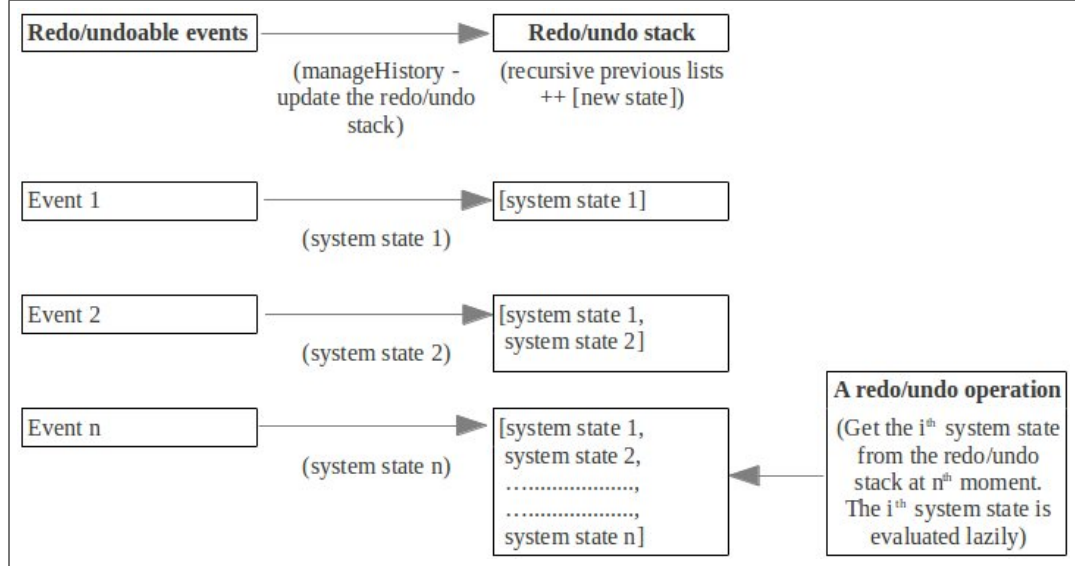 Redo/undoable events
Redo/undo stack
(manageHistory -
update the redo/undo
stack)
(recursive previous lists
++ [new state])
Event 1
(system state 1)
[system state 1]
Event 2
(system state 2)
[system state 1,
system state 2]
Event n
(system state n)
[system state 1,
system state 2,
…..................,
…..................,
system state n]
A redo/undo operation
(Get the iᵗʰ system state
from the redo/undo
stack at nᵗʰ moment.
The iᵗʰ system state is
evaluated lazily)